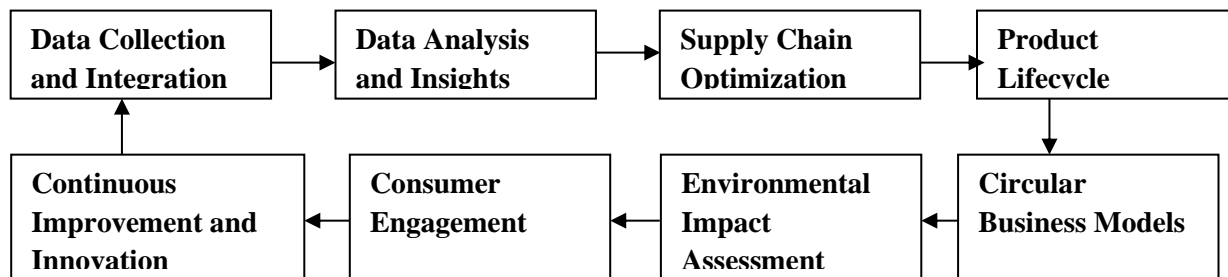 Data Collection
and Integration
Data Analysis
and Insights
Supply Chain
Optimization
Product
Lifecycle
Continuous
Improvement and
Innovation
Consumer
Engagement
Environmental
Impact
Assessment
Circular
Business Models